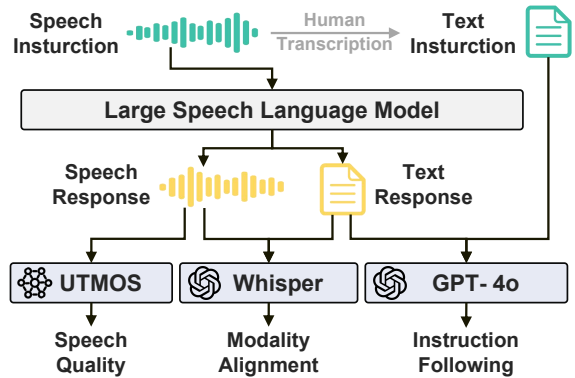 Speech
Insturction
Human
Transcription
Text
Insturction
Large Speech Language Model
Speech
Response
Text
Response
UTMOS
Whisper
GPT- 4o
Speech
Quality
Modality
Alignment
Instruction
Following